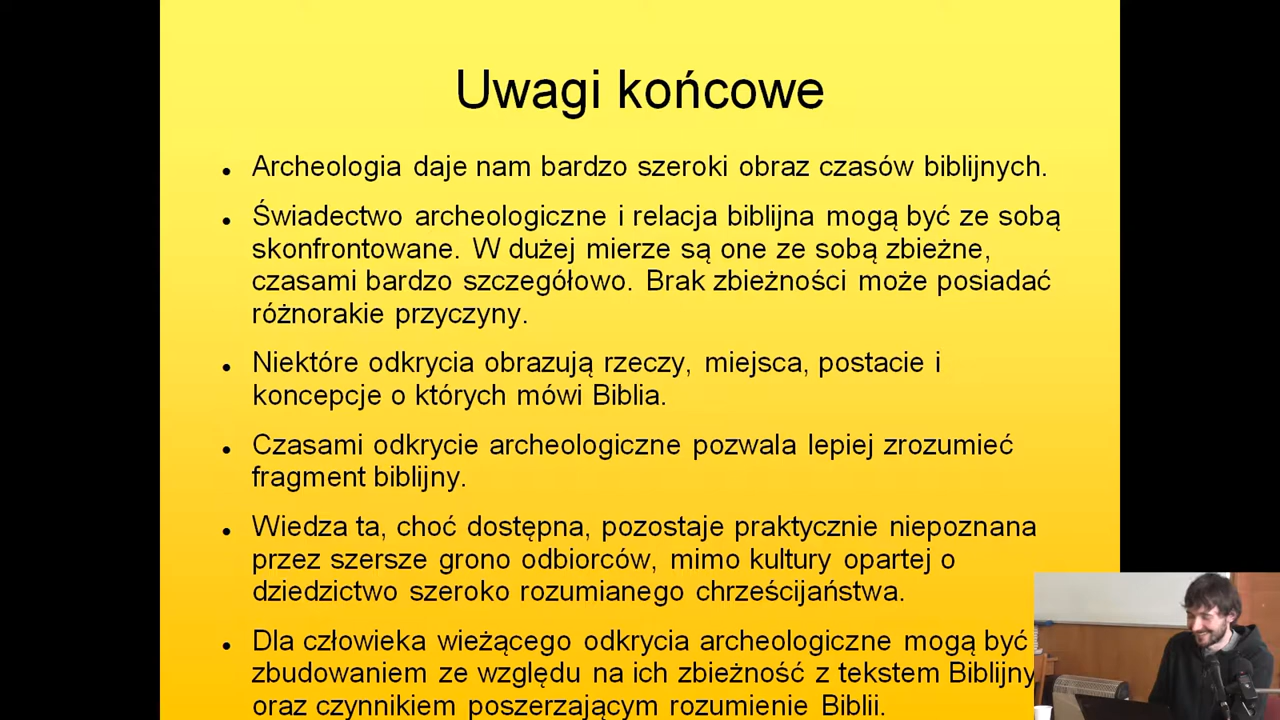 Uwagi końcowe
Archeologia daje nam bardzo szeroki obraz czasów biblijnych.
Świadectwo archeologiczne i relacja biblijna mogą być ze sobą
skonfrontowane. W dużej mierze są one ze sobą zbieżne,
czasami bardzo szczegółowo. Brak zbieżności może posiadać
różnorakie przyczyny.
Niektóre odkrycia obrazują rzeczy, miejsca, postacie i
koncepcje o których mówi Biblia.
Czasami odkrycie archeologiczne pozwala lepiej zrozumieć
fragment biblijny.
Wiedza ta, choć dostępna, pozostaje praktycznie niepoznana
przez szersze grono odbiorców, mimo kultury opartej o
dziedzictwo szeroko rozumianego chrześcijaństwa.
Dla człowieka wieżącego odkrycia archeologiczne mogą być
zbudowaniem ze względu na ich zbieżność z tekstem Biblijny
oraz czynnikiem poszerzającym rozumienie Biblii.